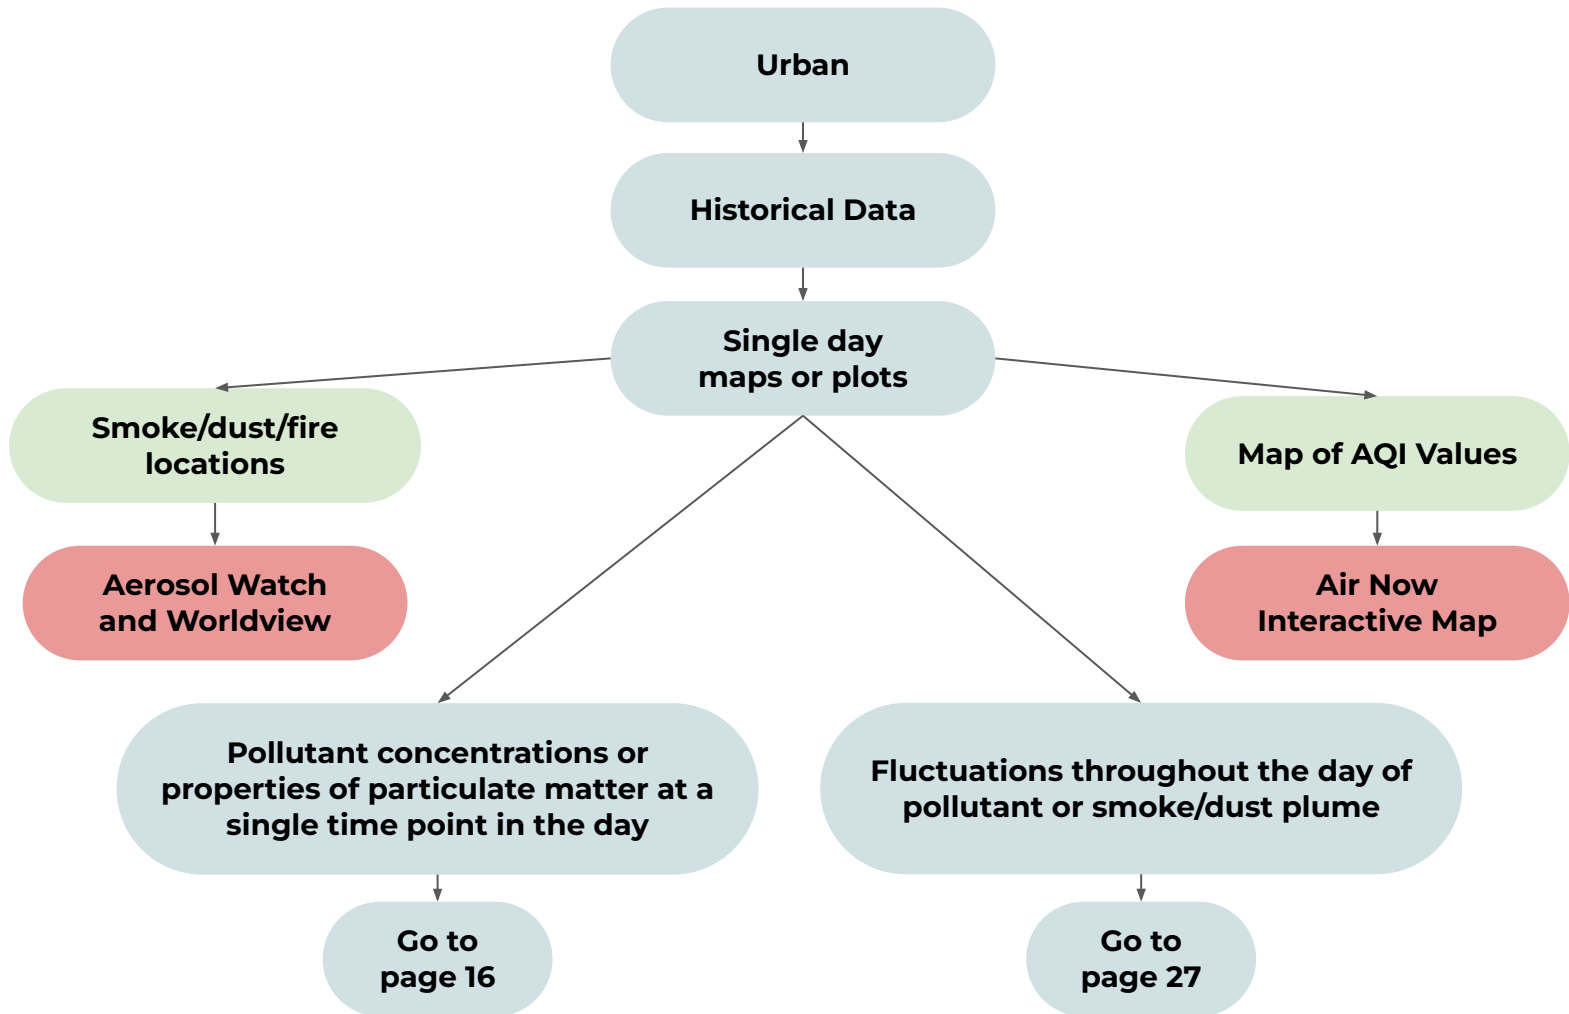 Urban
Historical Data
Single day
maps or plots
Smoke/dust/fire
locations
Map of AQI Values
Aerosol Watch
and Worldview
Air Now
Interactive Map
Pollutant concentrations or
properties of particulate matter at a
single time point in the day
Fluctuations throughout the day of
pollutant or smoke/dust plume
Go to
page 16
Go to
page 27